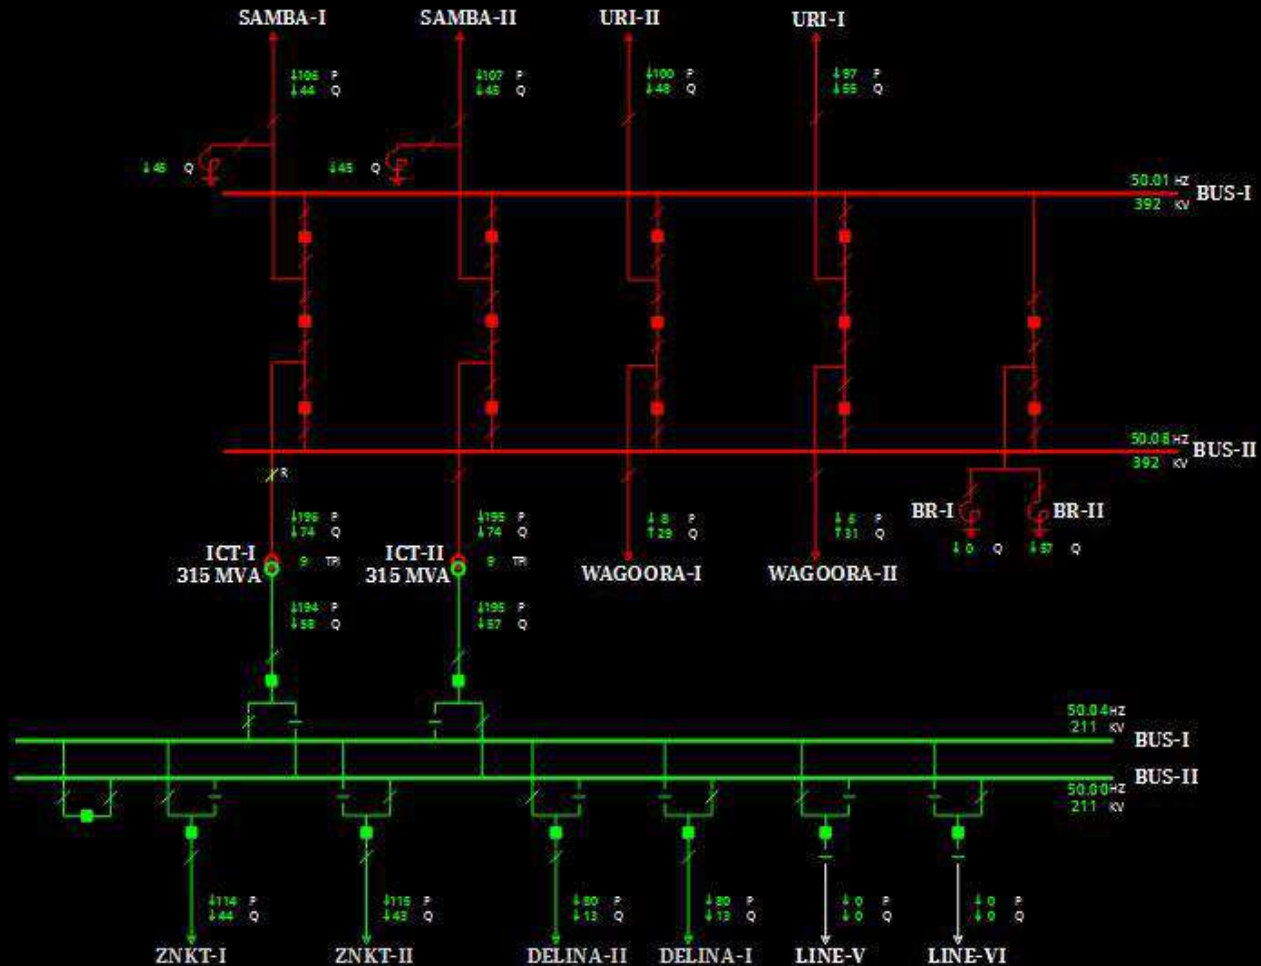 SAMBA-I SAMBA-II URI-II URI-I
↓106 P ↓107 P ↓100 P ↓97 P
↓44 Q ↓45 Q ↓48 Q ↓55 Q
↓45 Q ↓45 Q
50.01 HZ
BUS-I
392 KV
50.08 HZ
BUS-II
392 KV
R
BR-I BR-II
↓196 P ↓195 P ↓8 P ↓6 P
↓74 Q ↓74 Q ↑29 Q ↑31 Q
↓0 Q ↓57 Q
ICT-I 9 TPI ICT-II 9 TPI
315 MVA 315 MVA WAGOORA-I WAGOORA-II
↓194 P ↓195 P
↓58 Q ↓57 Q
50.04 HZ
211 KV
BUS-I
BUS-II
50.00 HZ
211 KV
↓114 P ↓115 P ↓80 P ↓80 P ↓0 P ↓0 P
↓44 Q ↓43 Q ↓13 Q ↓13 Q ↓0 Q ↓0 Q
ZNKT-I ZNKT-II DELINA-II DELINA-I LINE-V LINE-VI